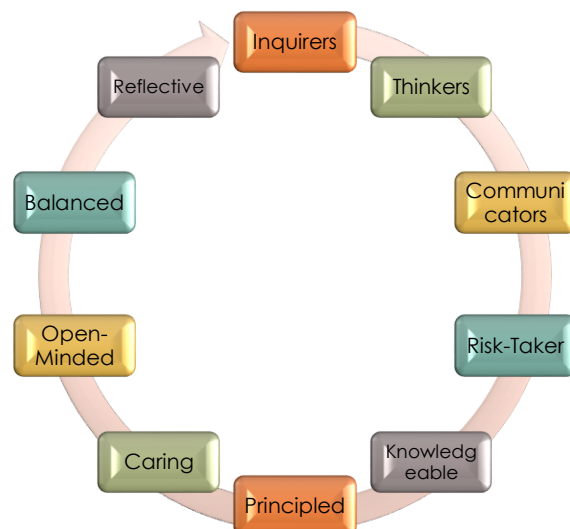 Inquirers
Thinkers
Communi
cators
Risk-Taker
Knowledg
eable
Principled
Caring
Open-
Minded
Balanced
Reflective